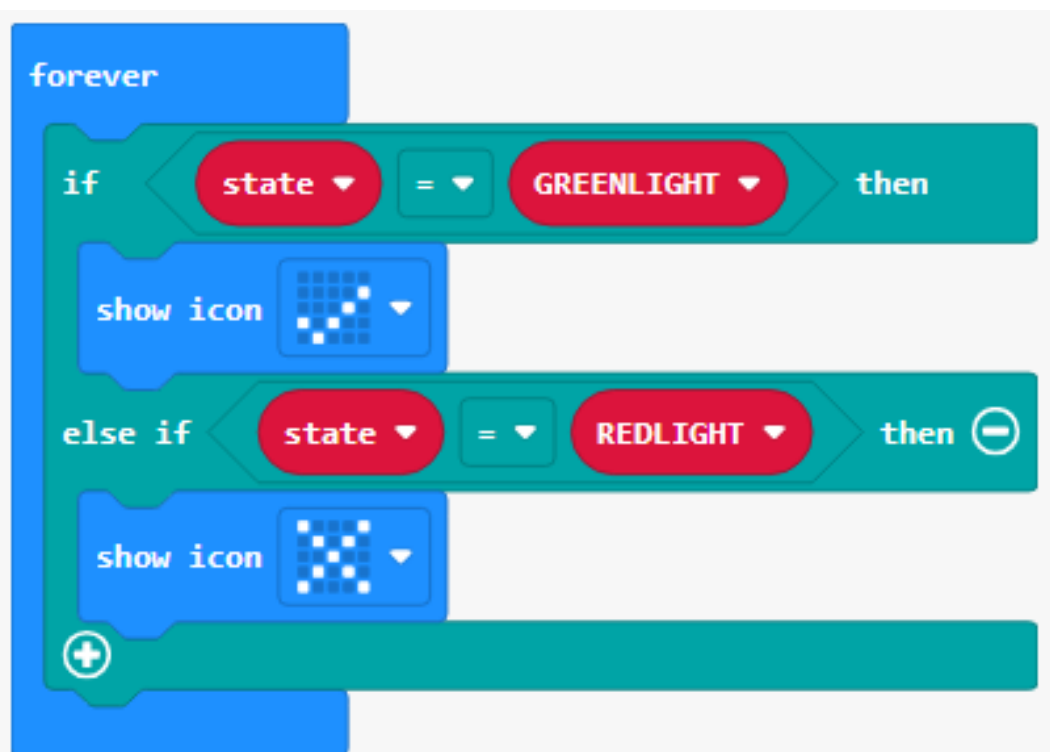 forever
if state = GREENLIGHT then
show icon
else if state = REDLIGHT then
show icon